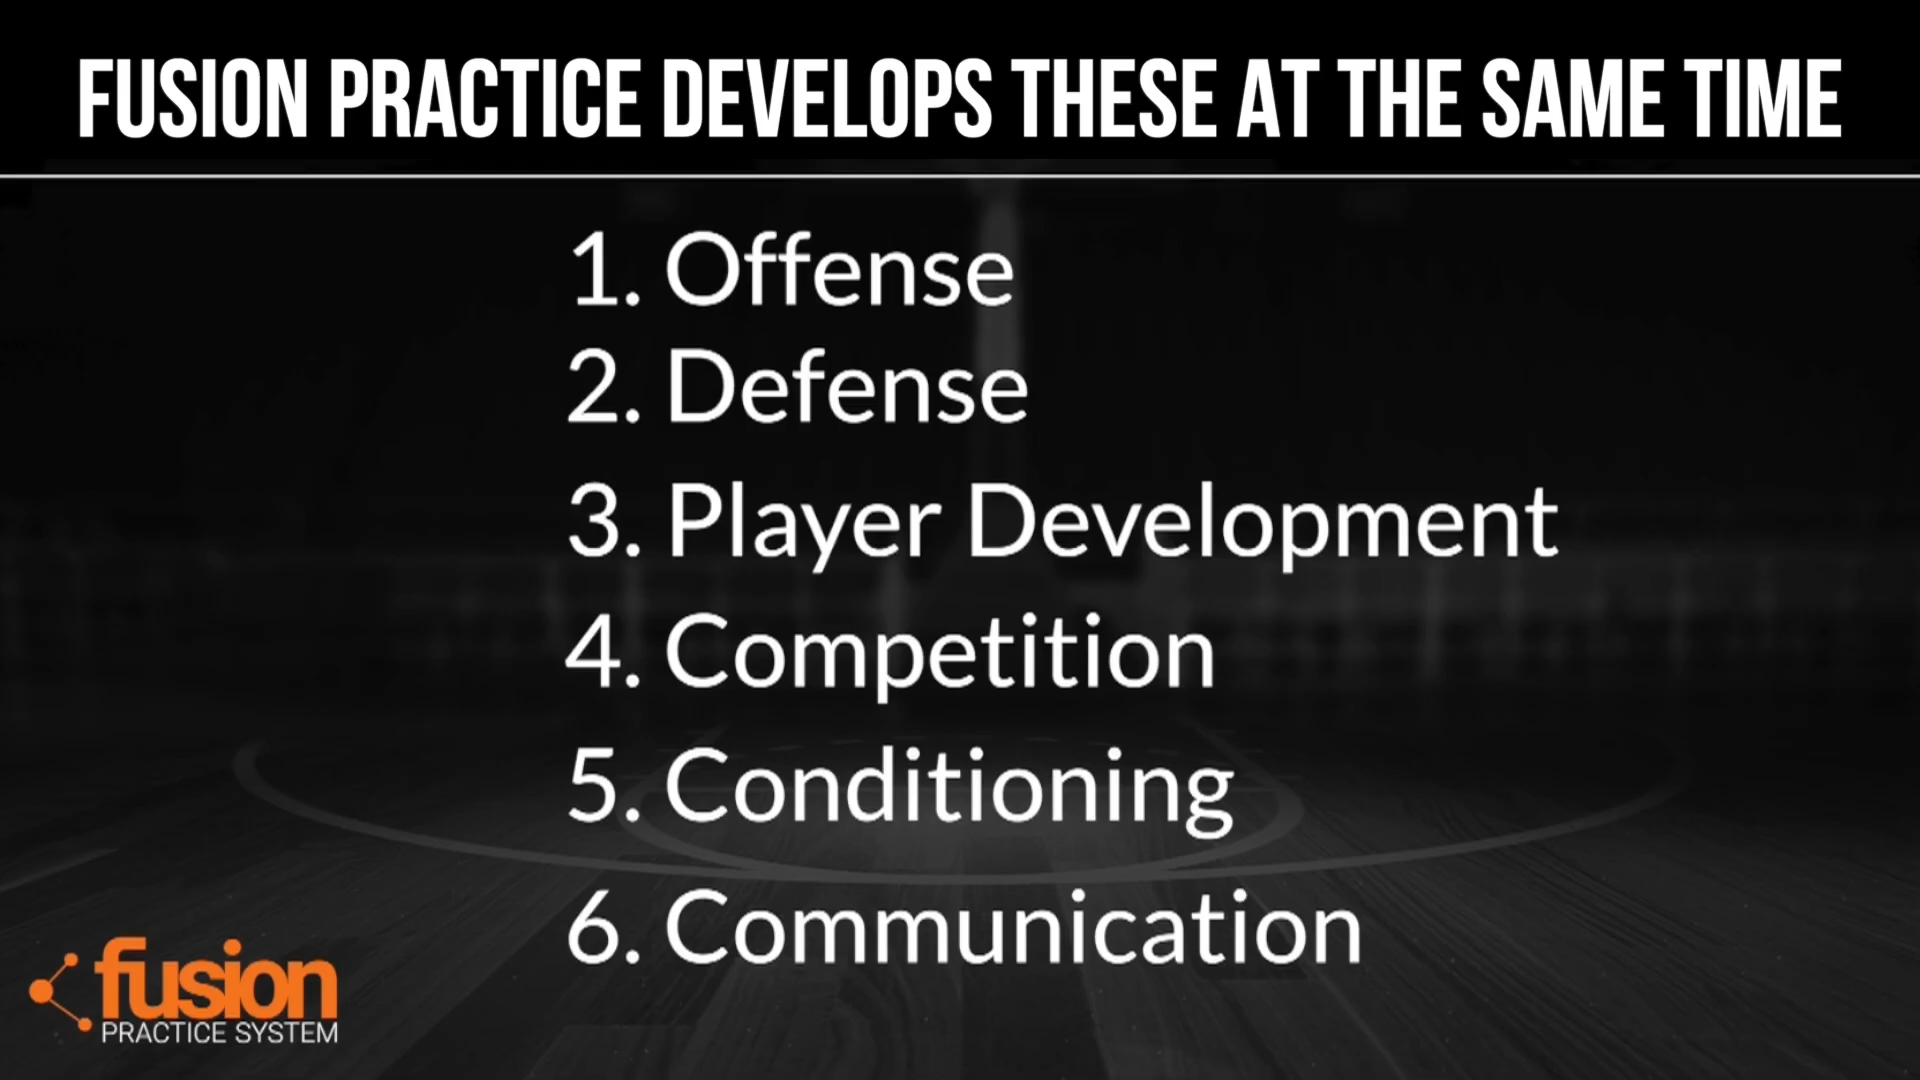 FUSION PRACTICE DEVELOPS THESE AT THE SAME TIME
1. Offense
2. Defense
3. Player Development
4. Competition
5. Conditioning
6. Communication
fusion
PRACTICE SYSTEM